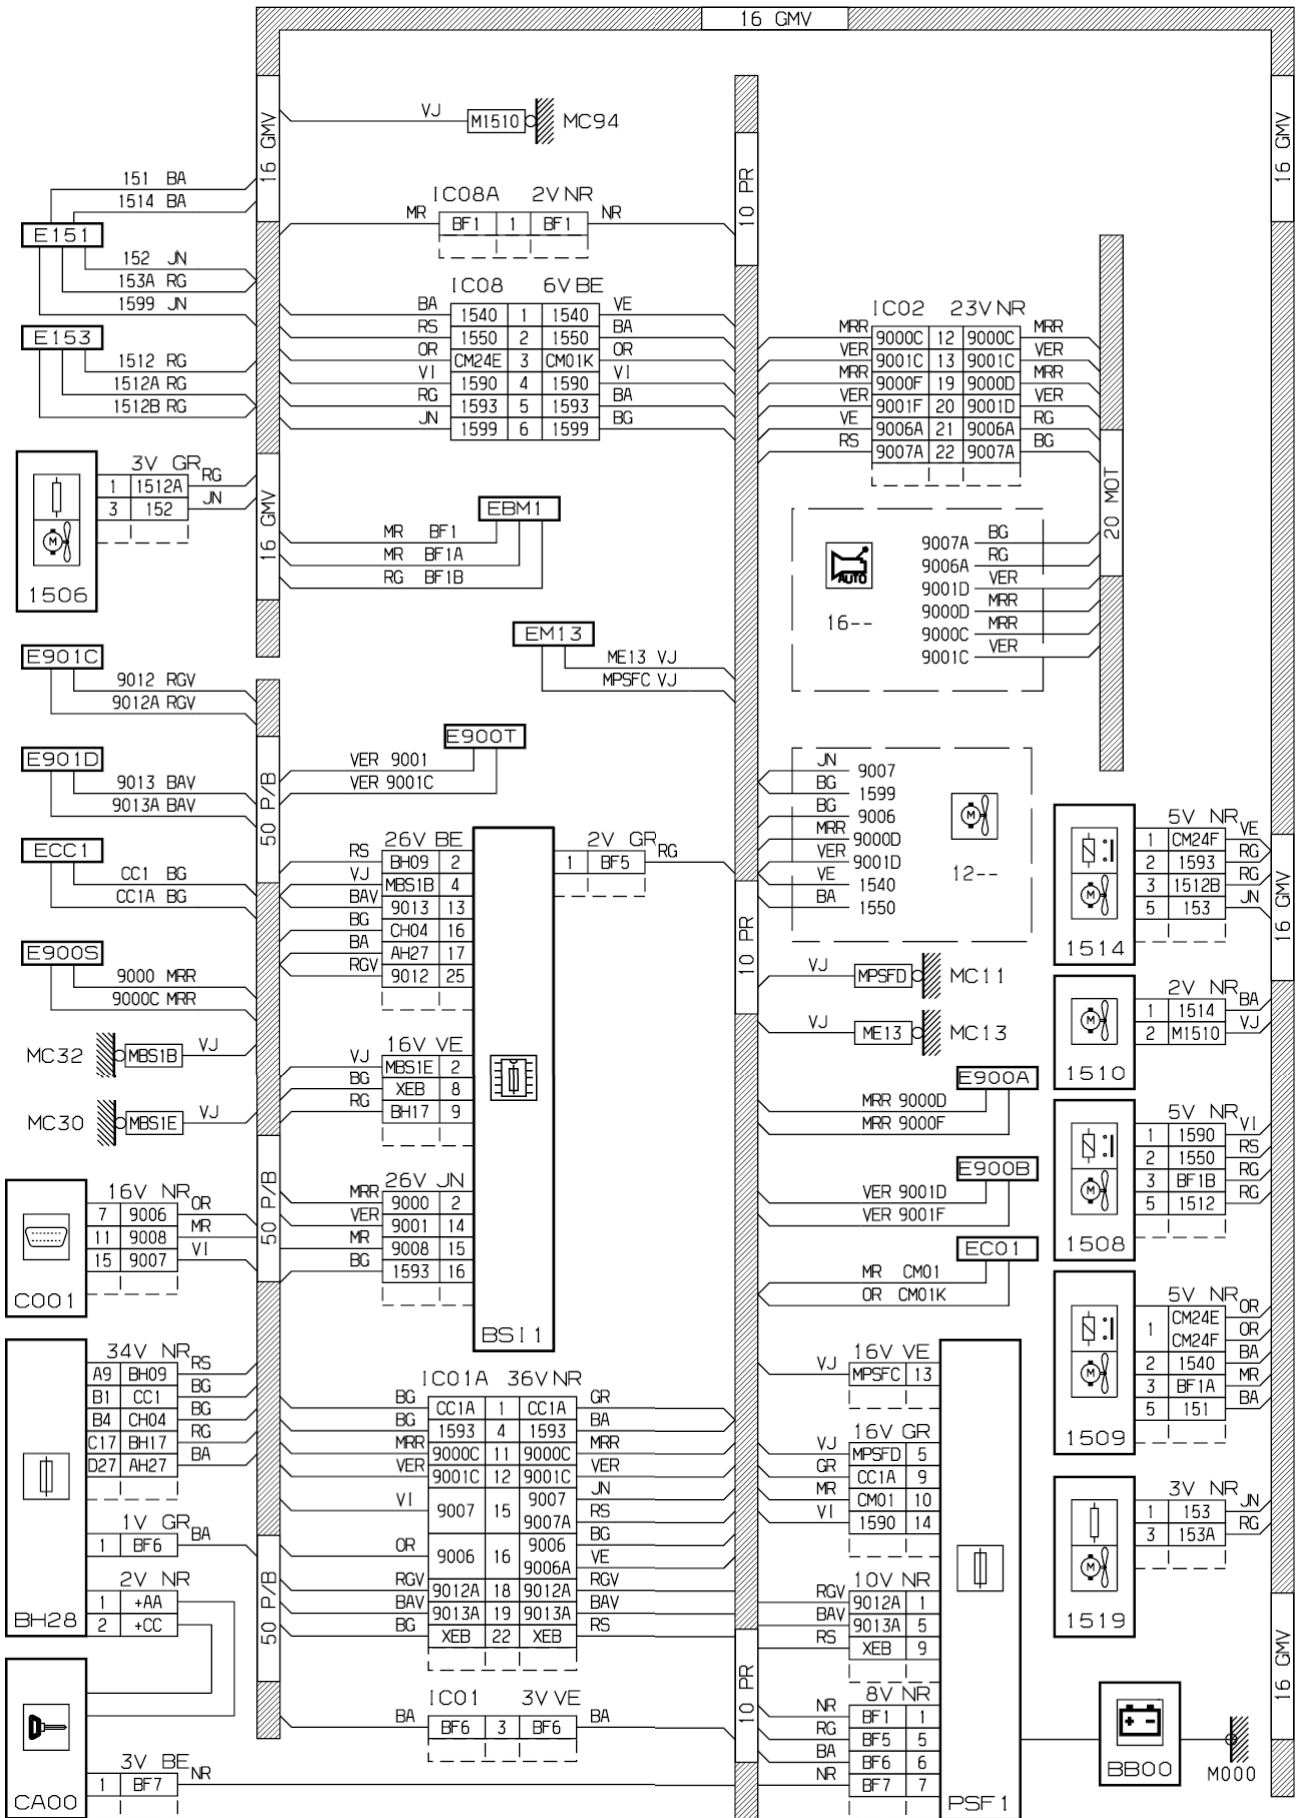 16 GMV
16 GMV
VJ
M1510
MC94
151 BA
1514 BA
E151
152 JN
153A RG
1599 JN
E153
1512 RG
1512A RG
1512B RG
IC08A 2V NR
MR BF1 1 BF1 NR
IC08 6V BE
BA 1540 1 1540 VE
RS 1550 2 1550 BA
OR CM24E 3 CM01K OR
VI 1590 4 1590 VI
RG 1593 5 1593 BA
JN 1599 6 1599 BG
10 PR
16 GMV
IC02 23V NR
MRR 9000C 12 9000C MRR
VER 9001C 13 9001C VER
MRR 9000F 19 9000D MRR
VER 9001F 20 9001D VER
VE 9006A 21 9006A RG
RS 9007A 22 9007A BG
20 MOT
3V GR
1 1512A RG
3 152 JN
M
1506
16 GMV
EBM1
MR BF1
MR BF1A
RG BF1B
AUTO
16--
9007A BG
9006A RG
9001D VER
9000D MRR
9000C MRR
9001C VER
EM13
ME13 VJ
MPSFC VJ
E901C
9012 RGV
9012A RGV
E901D
9013 BAV
9013A BAV
50 P/B
E900T
VER 9001
VER 9001C
JN 9007
BG 1599
BG 9006
MRR 9000D
VER 9001D
VE 1540
BA 1550
M
12--
ECC1
CC1 BG
CC1A BG
E900S
9000 MRR
9000C MRR
MC32 MBS1B VJ
MC30 MBS1E VJ
26V BE
RS BH09 2
VJ MBS1B 4
BAV 9013 13
BG CH04 16
BA AH27 17
RGV 9012 25
2V GR
1 BF5 RG
16V VE
VJ MBS1E 2
BG XEB 8
RG BH17 9
26V JN
MRR 9000 2
VER 9001 14
MR 9008 15
BG 1593 16
BSI1
10 PR
VJ MPSFD MC11
VJ ME13 MC13
E900A
MRR 9000D
MRR 9000F
E900B
VER 9001D
VER 9001F
EC01
MR CM01
OR CM01K
5V NR
1 CM24F VE
2 1593 RG
3 1512B RG
5 153 JN
M
1514
16 GMV
2V NR
1 1514 BA
2 M1510 VJ
M
1510
5V NR
1 1590 VI
2 1550 RS
3 BF1B RG
5 1512 RG
M
1508
5V NR
1 CM24E OR
CM24F OR
2 1540 BA
3 BF1A MR
5 151 BA
M
1509
3V NR
1 153 JN
3 153A RG
M
1519
16V NR
7 9006 OR
11 9008 MR
15 9007 VI
C001
50 P/B
34V NR
A9 BH09 RS
B1 CC1 BG
B4 CH04 BG
C17 BH17 RG
D27 AH27 BA
1V GR
1 BF6 BA
2V NR
1 +AA
2 +CC
BH28
50 P/B
3V BE
1 BF7 NR
CA00
IC01A 36V NR
BG CC1A 1 CC1A GR
BG 1593 4 1593 BA
MRR 9000C 11 9000C MRR
VER 9001C 12 9001C VER
VI 9007 15 9007 JN
9007A RS
OR 9006 16 9006 BG
9006A VE
RGV 9012A 18 9012A RGV
BAV 9013A 19 9013A BAV
BG XEB 22 XEB RS
IC01 3V VE
BA BF6 3 BF6 BA
10 PR
16V VE
VJ MPSFC 13
16V GR
VJ MPSFD 5
GR CC1A 9
MR CM01 10
VI 1590 14
10V NR
RGV 9012A 1
BAV 9013A 5
RS XEB 9
8V NR
NR BF1 1
RG BF5 5
BA BF6 6
NR BF7 7
PSF1
BB00
M000
16 GMV